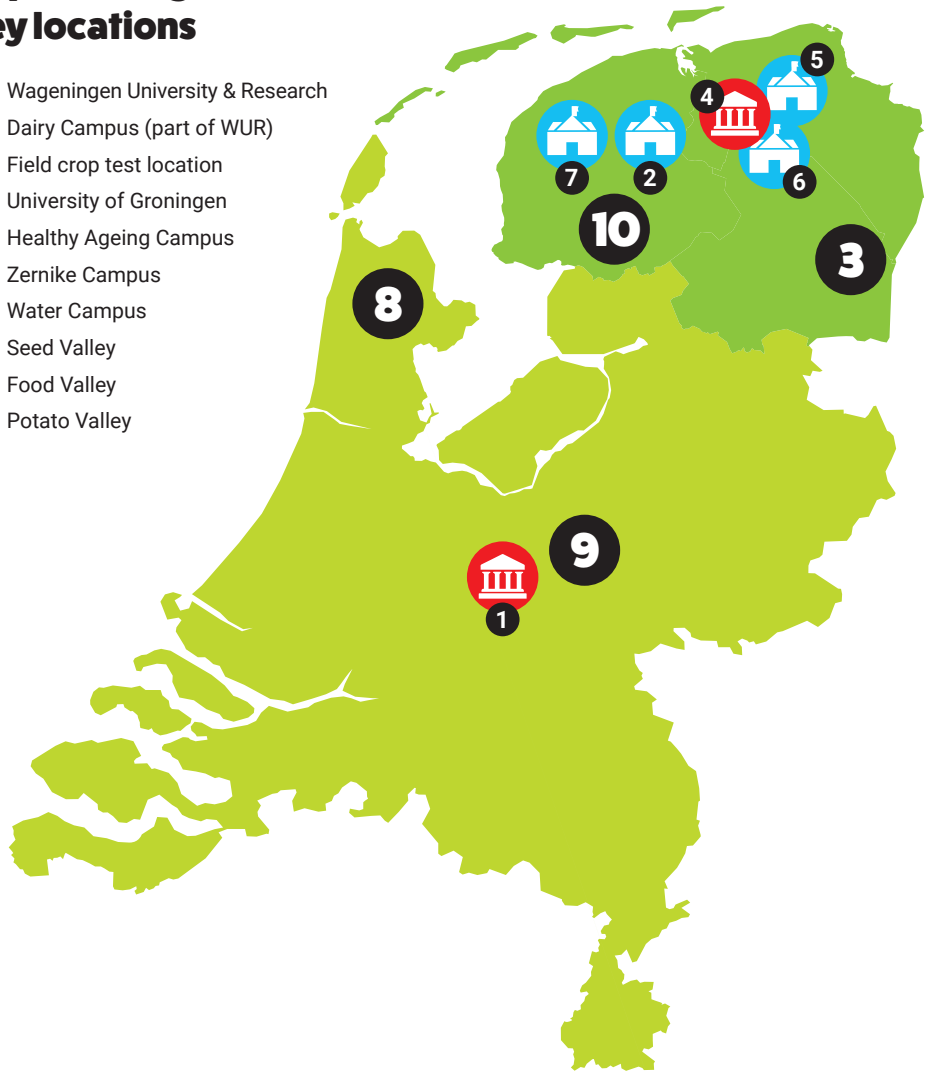 ey locations
Wageningen University & Research
Dairy Campus (part of WUR)
Field crop test location
University of Groningen
Healthy Ageing Campus
Zernike Campus
Water Campus
Seed Valley
Food Valley
Potato Valley
5
4
7
2
6
10
3
8
9
1